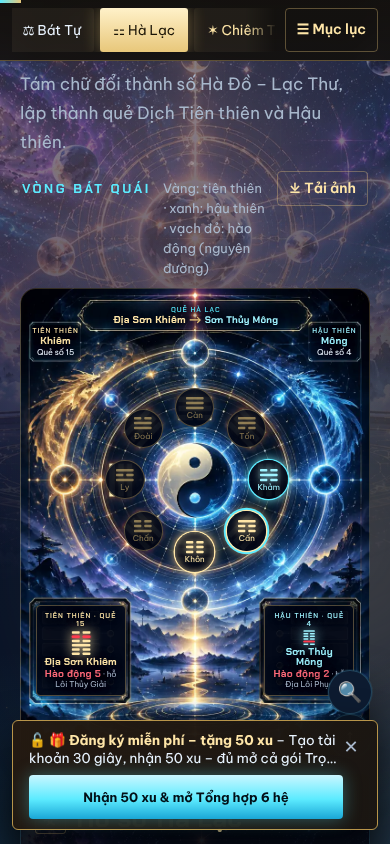 ⚖ Bát Tự
⚏ Hà Lạc
✶ Chiêm T
☰ Mục lục
Tám chữ đổi thành số Hà Đồ – Lạc Thư,
lập thành quẻ Dịch Tiên thiên và Hậu
thiên.
VÒNG BÁT QUÁI
Vàng: tiên thiên
· xanh: hậu thiên
· vạch đỏ: hào
động (nguyên
đường)
Tải ảnh
QUẺ HÀ LẠC
Địa Sơn Khiêm → Sơn Thủy Mông
TIÊN THIÊN
Khiêm
Quẻ số 15
HẬU THIÊN
Mông
Quẻ số 4
Càn
Đoài
Tốn
Ly
Khảm
Chấn
Cấn
Khôn
TIÊN THIÊN · QUẺ
15
Địa Sơn Khiêm
Hào động 5 · hỗ
Lôi Thủy Giải
HẬU THIÊN · QUẺ
4
Sơn Thủy
Mông
Hào động 2 · hỗ
Địa Lôi
🔓 🎁 Đăng ký miễn phí – tặng 50 xu – Tạo tài
khoản 30 giây, nhận 50 xu – đủ mở cả gói Trọ...
✕
Nhận 50 xu & mở Tổng hợp 6 hệ